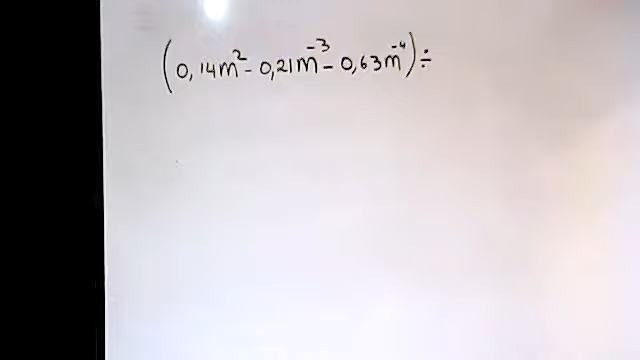 (0,14m² - 0,21m⁻³ - 0,63m⁻⁴) ÷